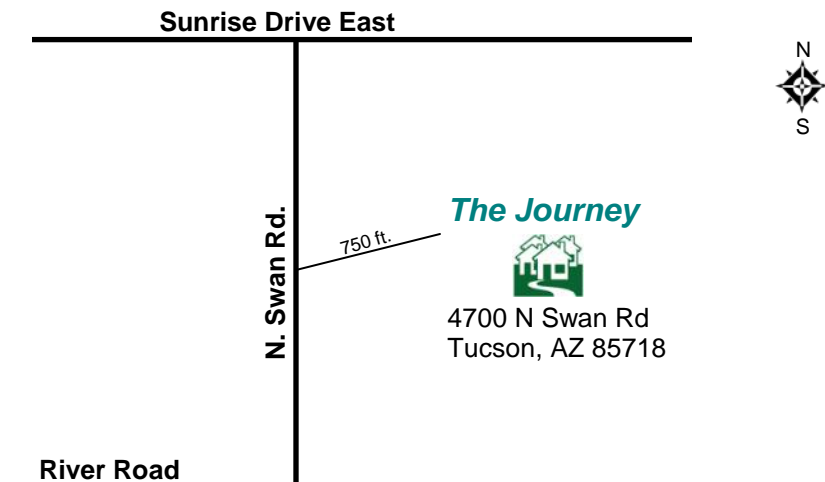 Sunrise Drive East
N
S
The Journey
750 ft.
N. Swan Rd.
4700 N Swan Rd
Tucson, AZ 85718
River Road